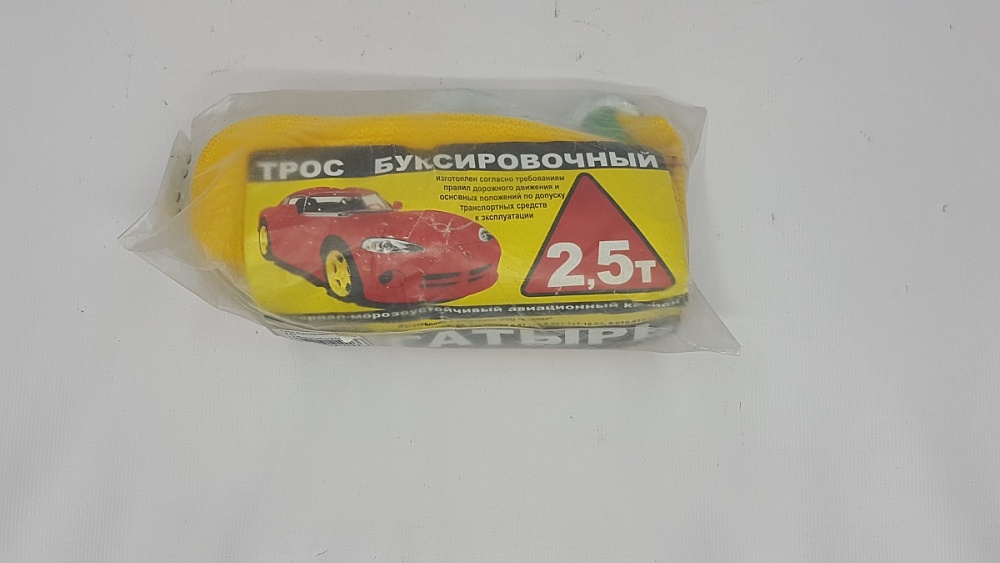 ТРОС БУКСИРОВОЧНЫЙ
изготовлен согласно требованиям
правил дорожного движения и
основных положений по допуску
транспортных средств
к эксплуатации
2,5т
-морозоустойчивый авиационный
АТЫРЬ